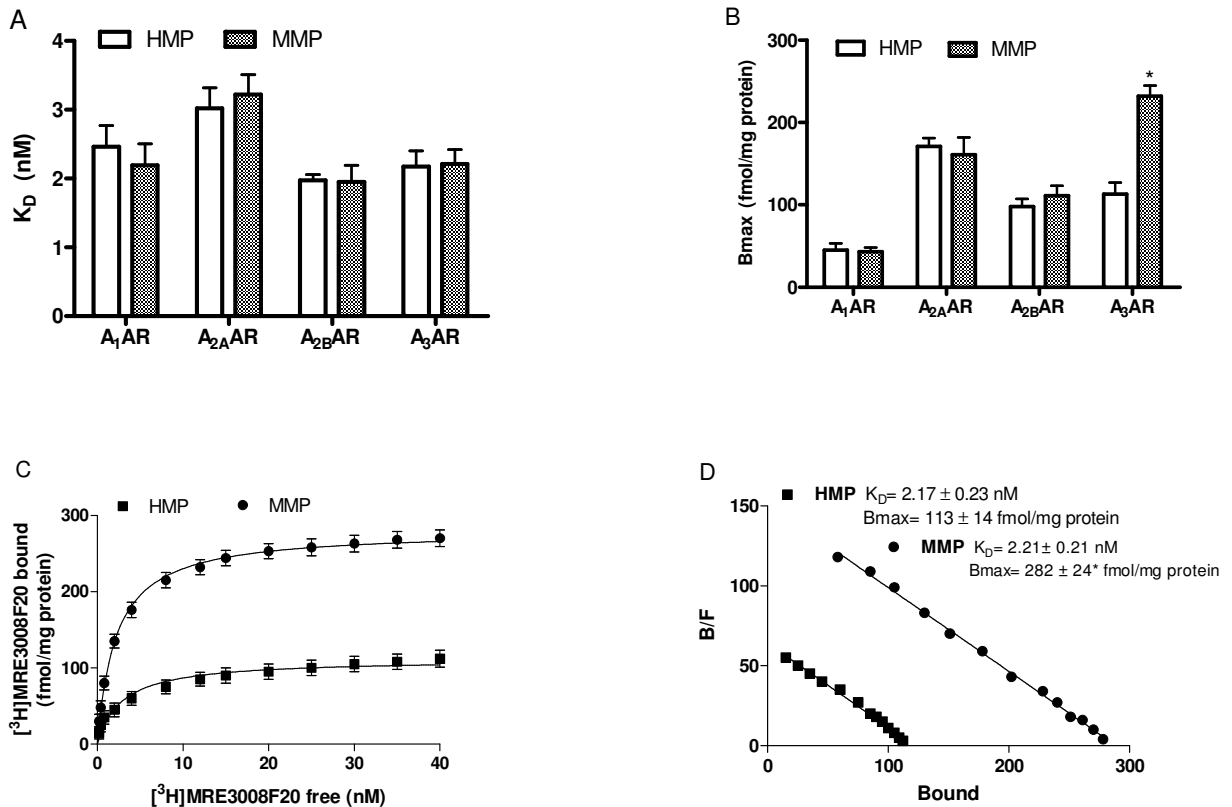 A
HMP MMP
4
3
2
1
0
K_D (nM)
A₁AR A₂ₐAR A₂BAR A₃AR
B
HMP MMP
*
300
200
100
0
Bmax (fmol/mg protein)
A₁AR A₂ₐAR A₂BAR A₃AR
C
HMP MMP
300
200
100
0
[³H]MRE3008F20 bound
(fmol/mg protein)
0 10 20 30 40
[³H]MRE3008F20 free (nM)
D
HMP K_D= 2.17 ± 0.23 nM
Bmax= 113 ± 14 fmol/mg protein
MMP K_D= 2.21± 0.21 nM
Bmax= 282 ± 24* fmol/mg protein
150
100
50
0
B/F
0 100 200 300
Bound